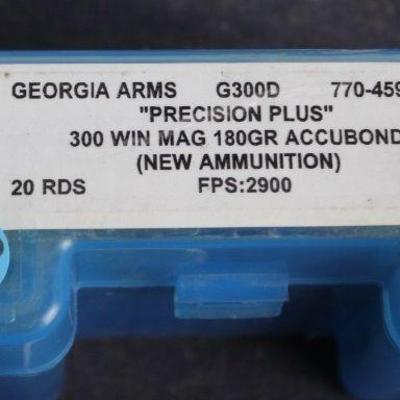 GEORGIA ARMS G300D 770-459
"PRECISION PLUS"
300 WIN MAG 180GR ACCUBOND
(NEW AMMUNITION)
20 RDS FPS:2900